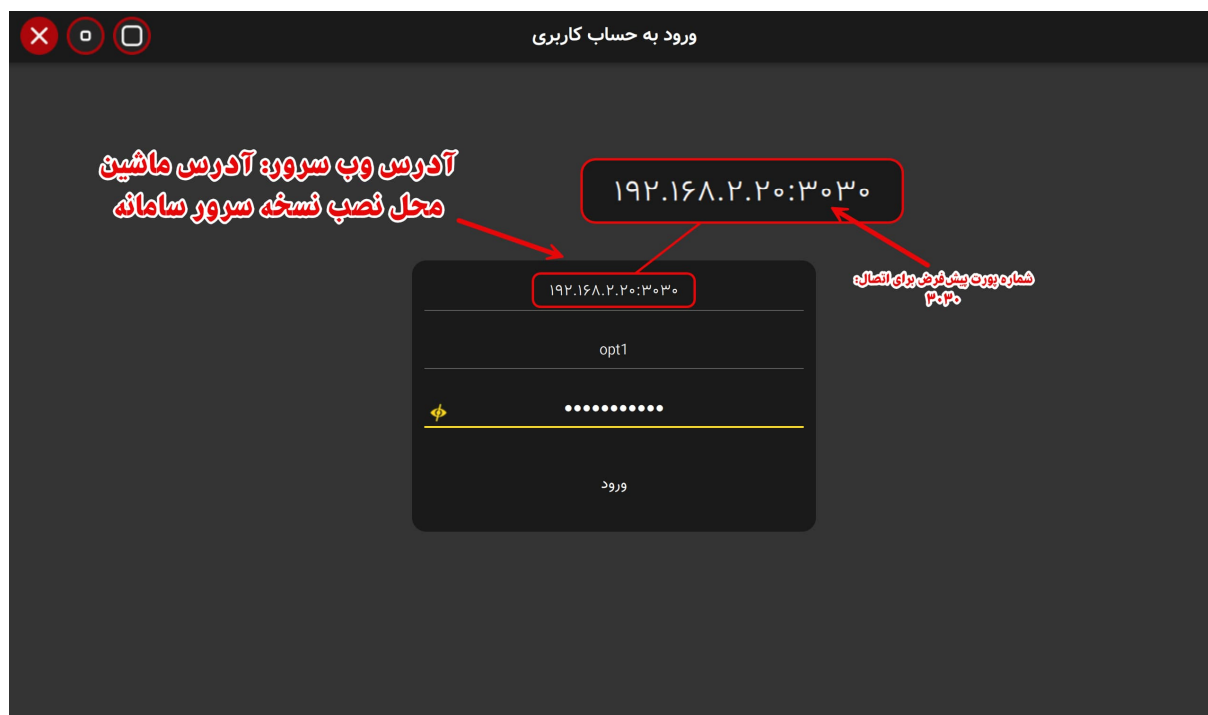 ورود به حساب کاربری
آدرس وب سرور: آدرس ماشین
محل نصب نسخه سرور سامانه
۱۹۲.۱۶۸.۲.۲۰:۳۰۳۰
شماره پورت پیش‌فرض برای اتصال:
۳۰۳۰
۱۹۲.۱۶۸.۲.۲۰:۳۰۳۰
opt1
•••••••••••
ورود